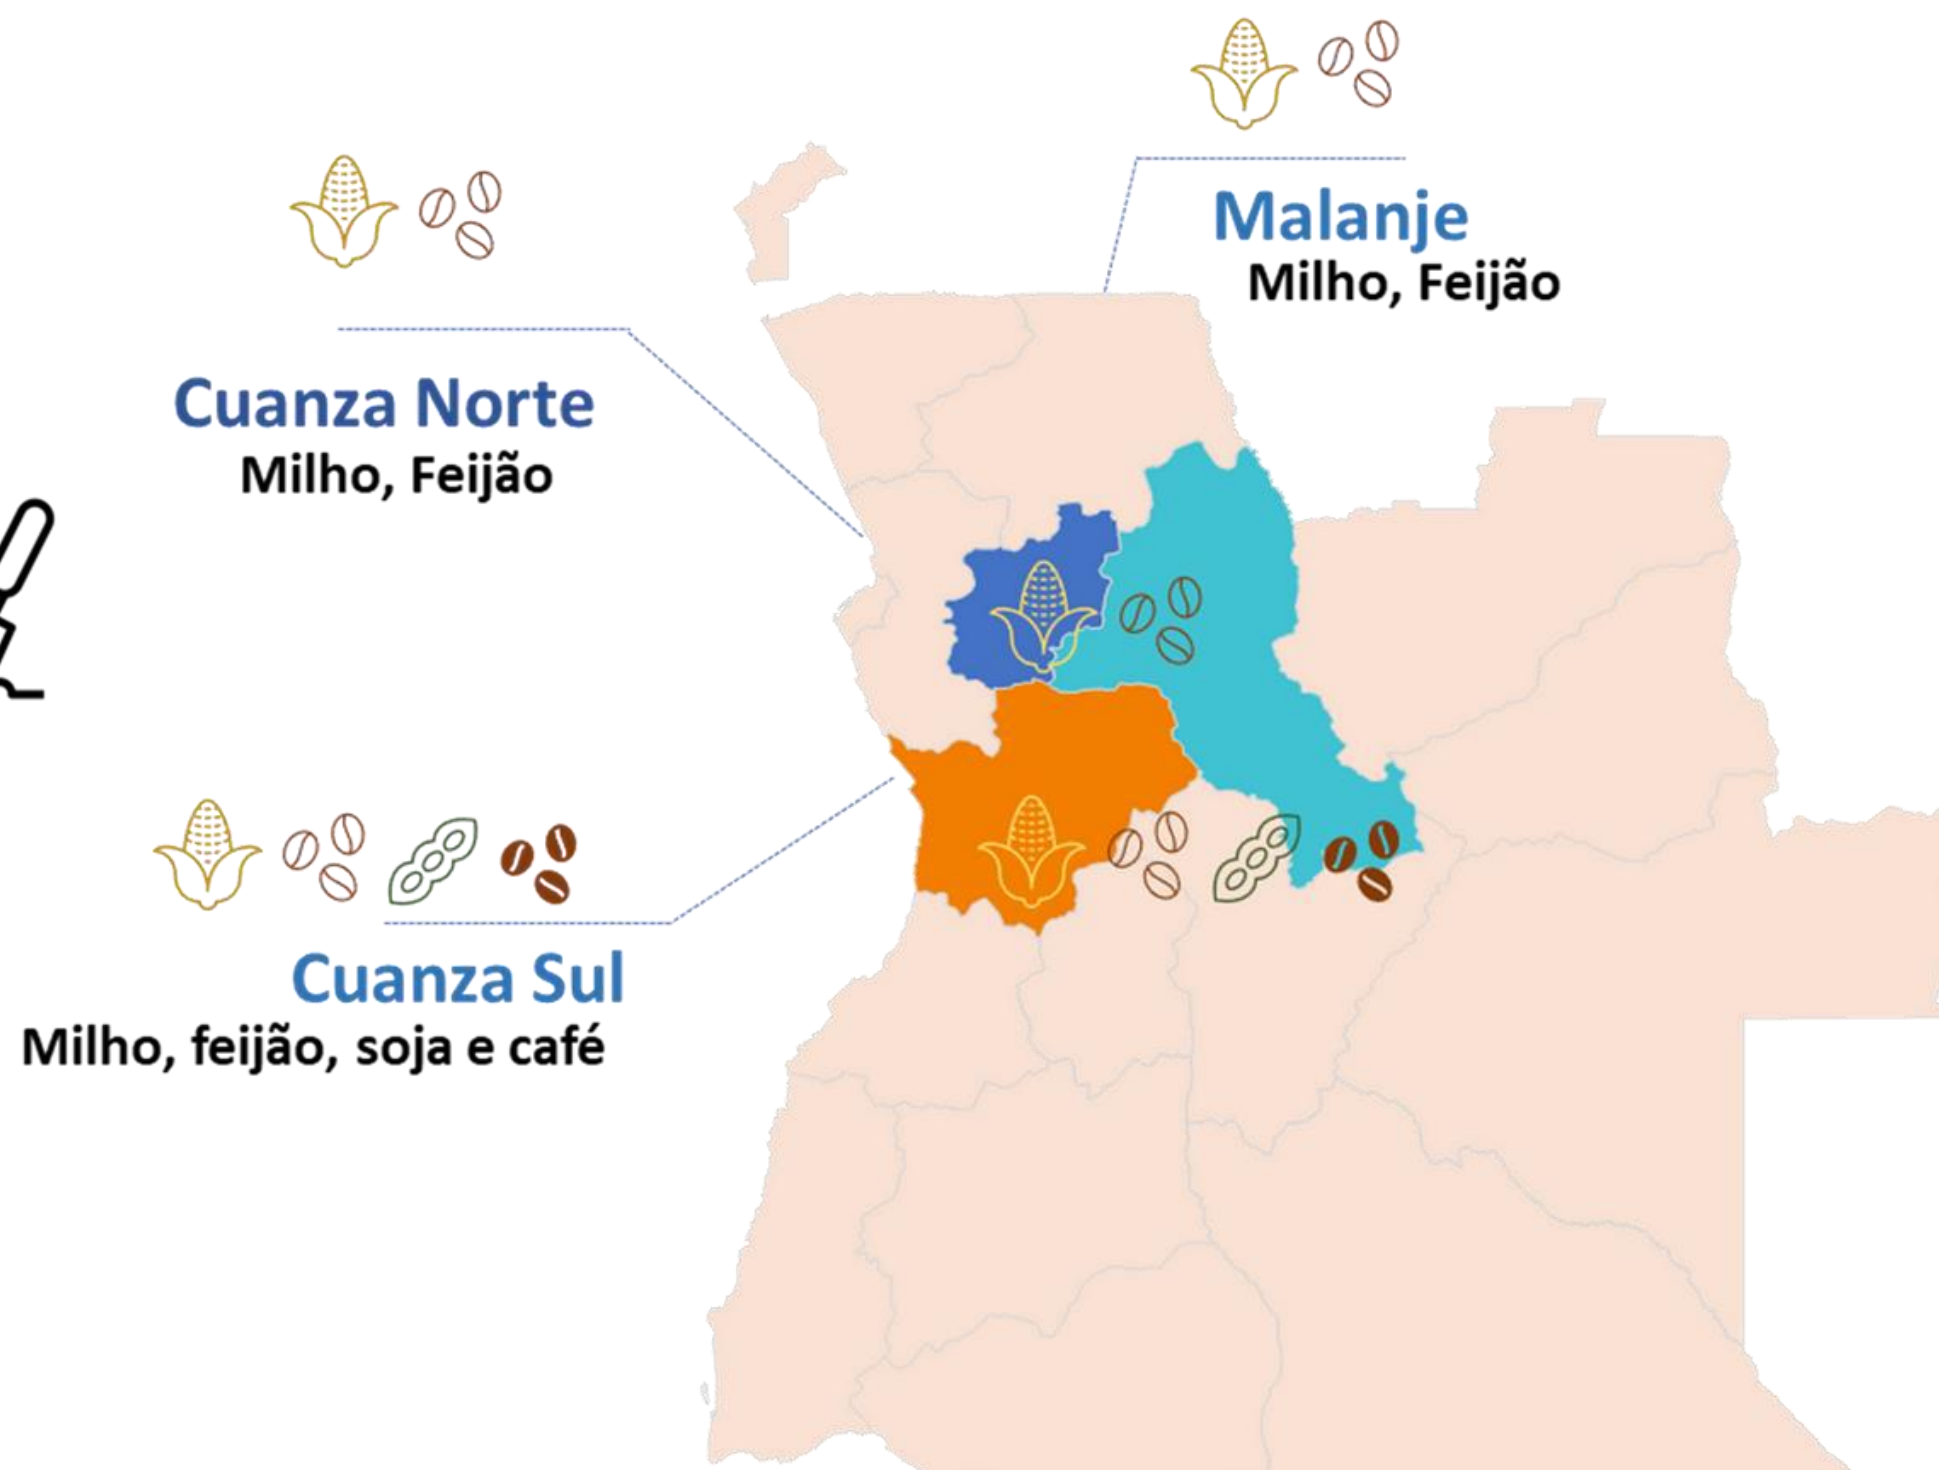 Malanje
Milho, Feijão
Cuanza Norte
Milho, Feijão
Cuanza Sul
Milho, feijão, soja e café